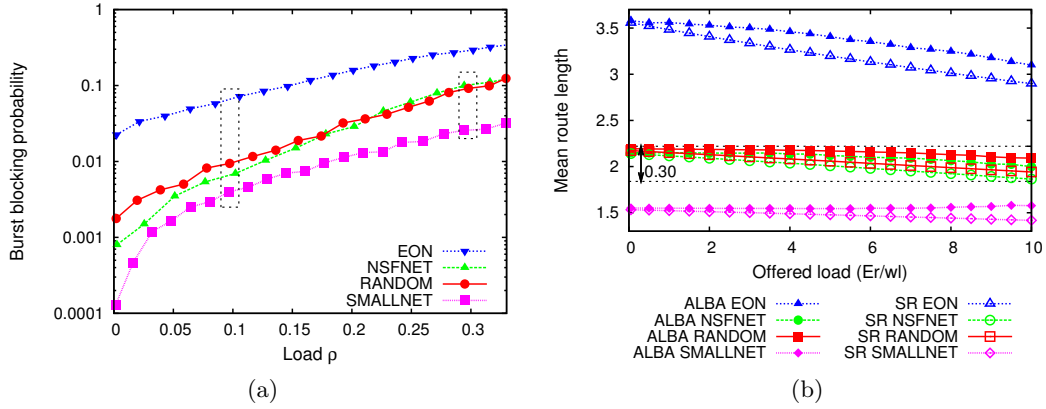 Burst blocking probability
1
0.1
0.01
0.001
0.0001
EON
NSFNET
RANDOM
SMALLNET
0 0.05 0.1 0.15 0.2 0.25 0.3
Load ρ
(a)
Mean route length
3.5
3
2.5
2
1.5
0.30
0 2 4 6 8 10
Offered load (Er/wl)
ALBA EON SR EON
ALBA NSFNET SR NSFNET
ALBA RANDOM SR RANDOM
ALBA SMALLNET SR SMALLNET
(b)